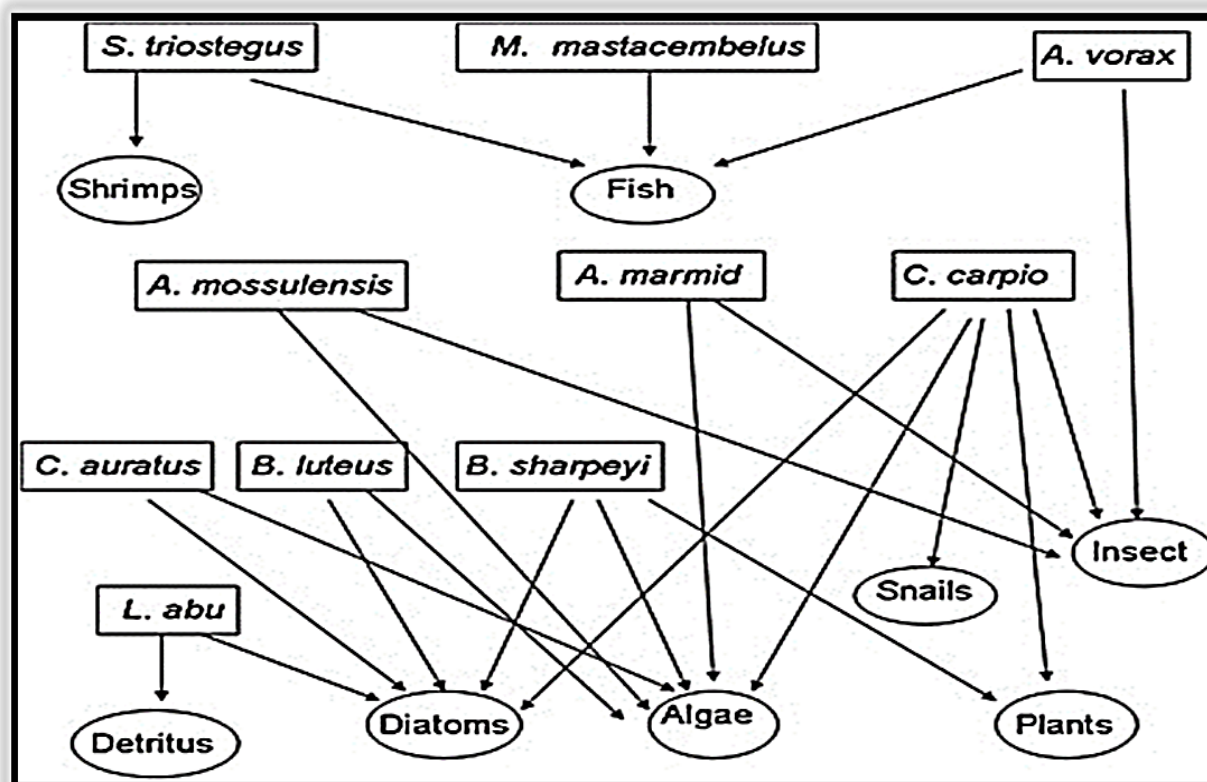 S. triostegus
M. mastacembelus
A. vorax
Shrimps
Fish
A. mossulensis
A. marmid
C. carpio
C. auratus
B. luteus
B. sharpeyi
Insect
Snails
L. abu
Detritus
Diatoms
Algae
Plants